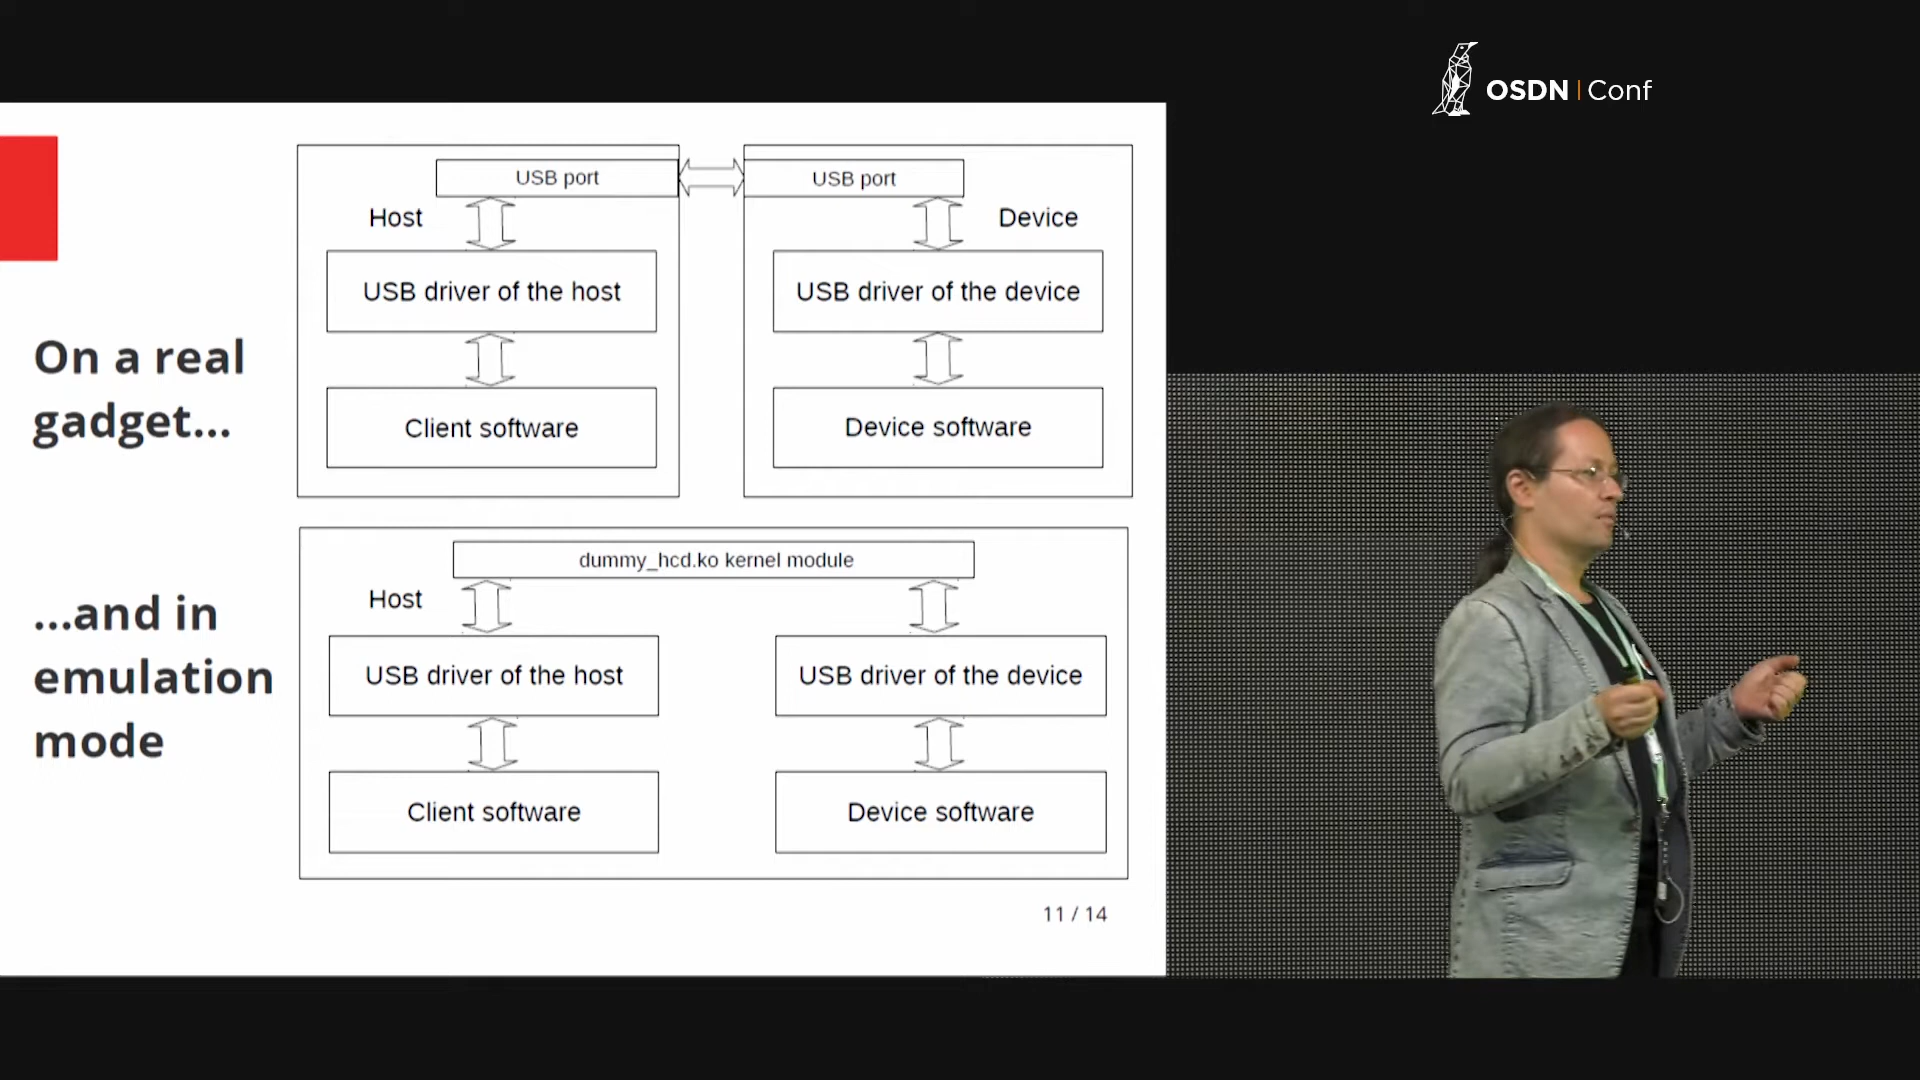 OSDN | Conf
On a real
gadget...
USB port
USB port
Host
Device
USB driver of the host
USB driver of the device
Client software
Device software
...and in
emulation
mode
dummy_hcd.ko kernel module
Host
USB driver of the host
USB driver of the device
Client software
Device software
11 / 14